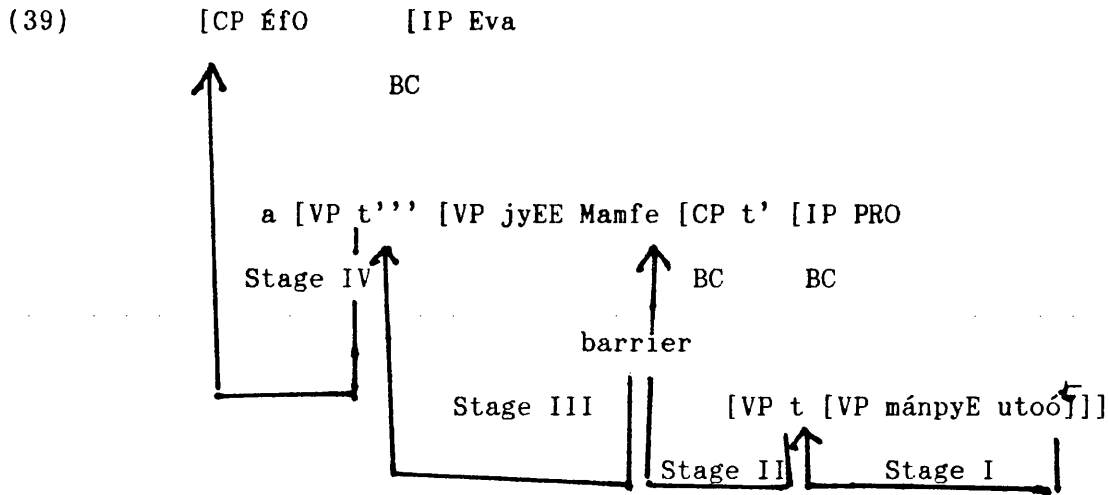 (39) [CP ÉfO [IP Eva
BC
a [VP t''' [VP jyEE Mamfe [CP t' [IP PRO
Stage IV BC BC
barrier
Stage III [VP t [VP mánpyE utoó t]]]
Stage II Stage I